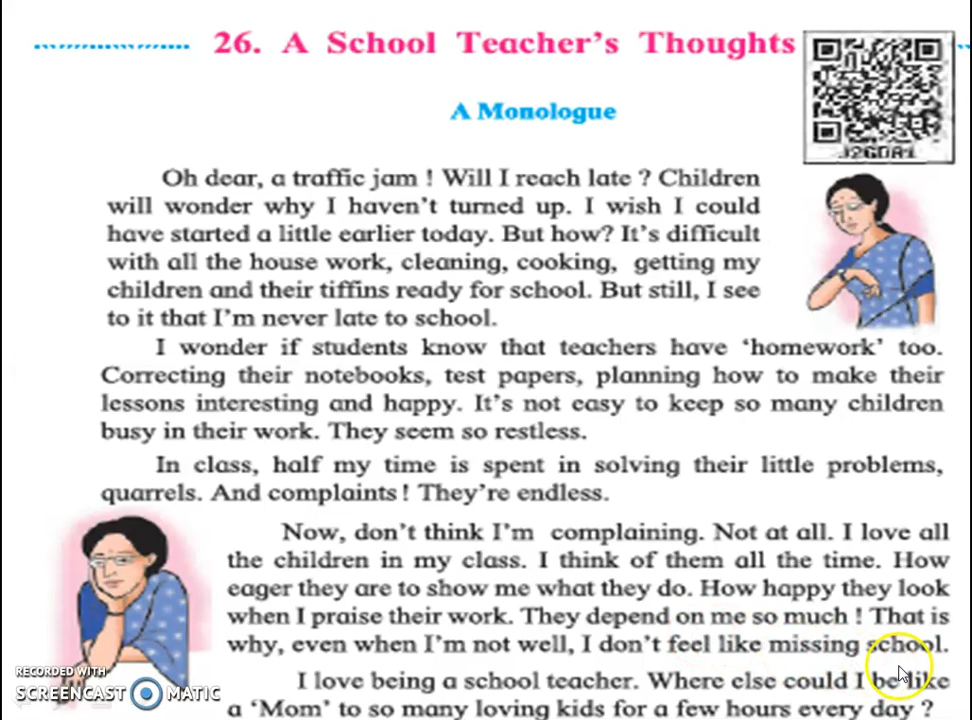 26. A School Teacher's Thoughts
J26DA1
A Monologue
Oh dear, a traffic jam ! Will I reach late ? Children
will wonder why I haven't turned up. I wish I could
have started a little earlier today. But how? It's difficult
with all the house work, cleaning, cooking, getting my
children and their tiffins ready for school. But still, I see
to it that I'm never late to school.
I wonder if students know that teachers have 'homework' too.
Correcting their notebooks, test papers, planning how to make their
lessons interesting and happy. It's not easy to keep so many children
busy in their work. They seem so restless.
In class, half my time is spent in solving their little problems,
quarrels. And complaints ! They're endless.
Now, don't think I'm complaining. Not at all. I love all
the children in my class. I think of them all the time. How
eager they are to show me what they do. How happy they look
when I praise their work. They depend on me so much ! That is
why, even when I'm not well, I don't feel like missing school.
I love being a school teacher. Where else could I be like
a 'Mom' to so many loving kids for a few hours every day ?
RECORDED WITH
SCREENCAST MATIC